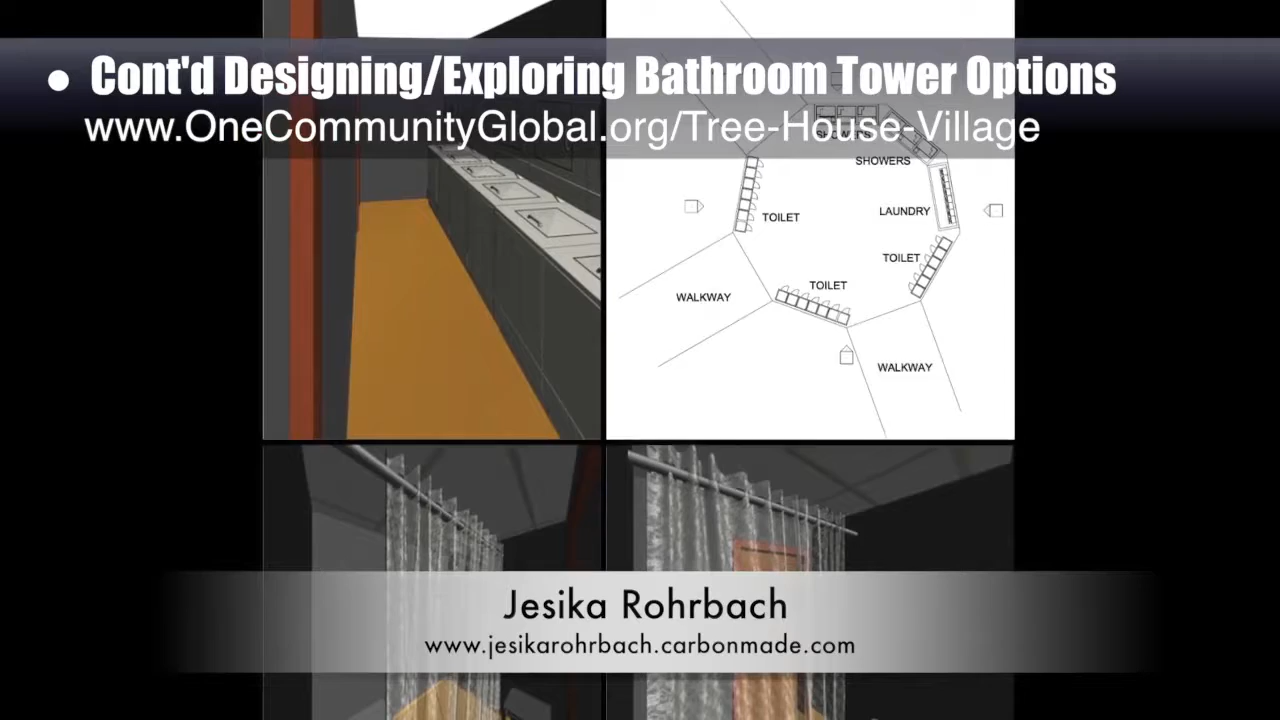 • Cont'd Designing/Exploring Bathroom Tower Options
www.OneCommunityGlobal.org/Tree-House-Village
SHOWERS
SHOWERS
TOILET
LAUNDRY
TOILET
TOILET
WALKWAY
WALKWAY
Jesika Rohrbach
www.jesikarohrbach.carbonmade.com